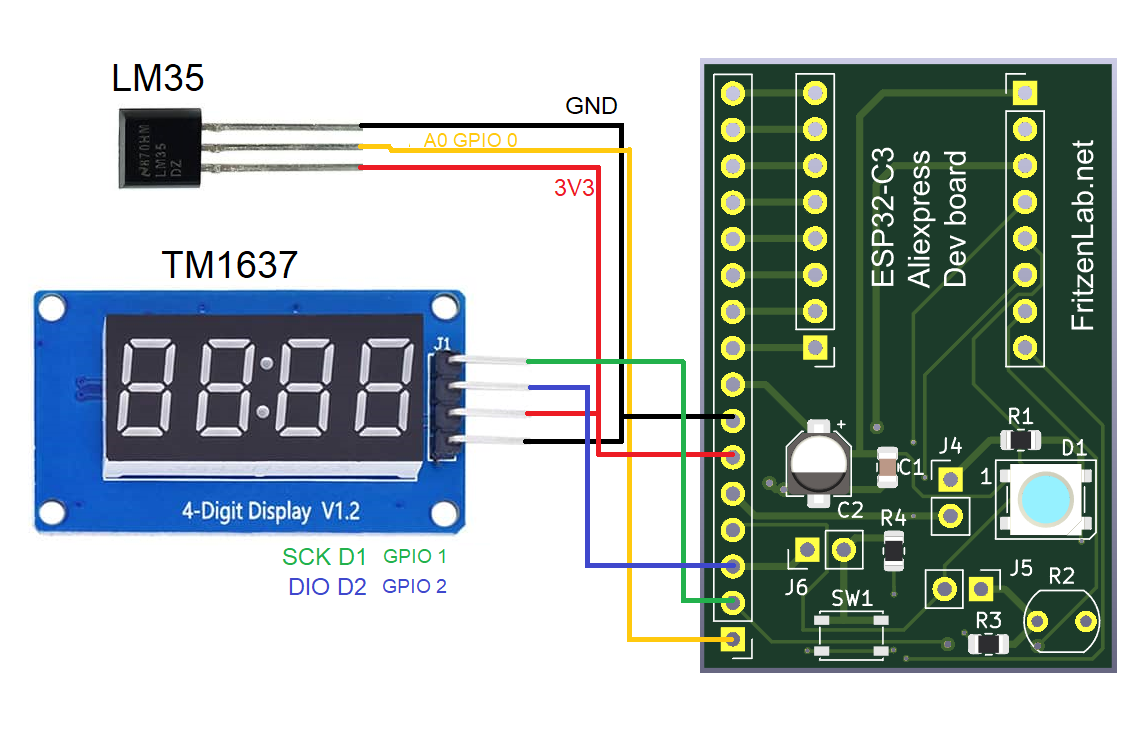 LM35
GND
A0 GPIO 0
3V3
LM35
DZ
TM1637
J1
4-Digit Display V1.2
SCK D1 GPIO 1
DIO D2 GPIO 2
ESP32-C3
Aliexpress
Dev board
FritzenLab.net
R1
J4
D1
1
+
C1
C2
R4
J6
J5
R2
SW1
R3